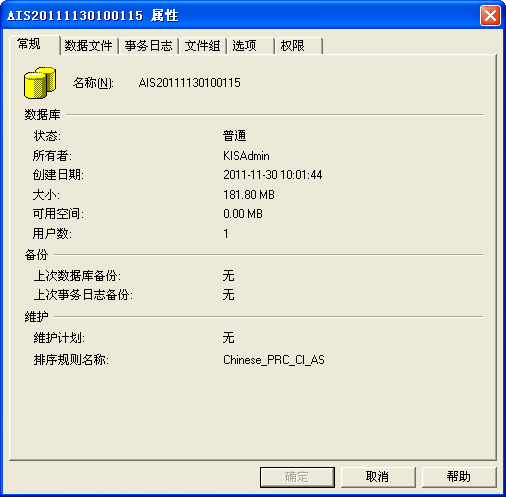 AIS20111130100115 属性
常规 数据文件 事务日志 文件组 选项 权限
名称(N): AIS20111130100115
数据库
状态: 普通
所有者: KISAdmin
创建日期: 2011-11-30 10:01:44
大小: 181.80 MB
可用空间: 0.00 MB
用户数: 1
备份
上次数据库备份: 无
上次事务日志备份: 无
维护
维护计划: 无
排序规则名称: Chinese_PRC_CI_AS
确定 取消 帮助